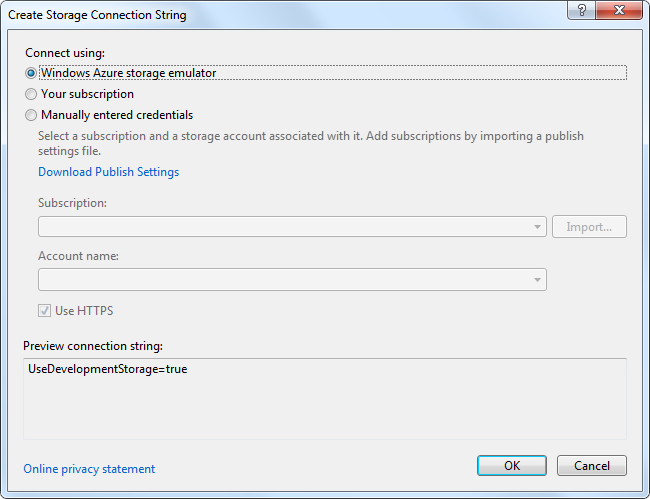 Create Storage Connection String
?
Connect using:
Windows Azure storage emulator
Your subscription
Manually entered credentials
Select a subscription and a storage account associated with it. Add subscriptions by importing a publish
settings file.
Download Publish Settings
Subscription:
Import...
Account name:
Use HTTPS
Preview connection string:
UseDevelopmentStorage=true
Online privacy statement
OK
Cancel